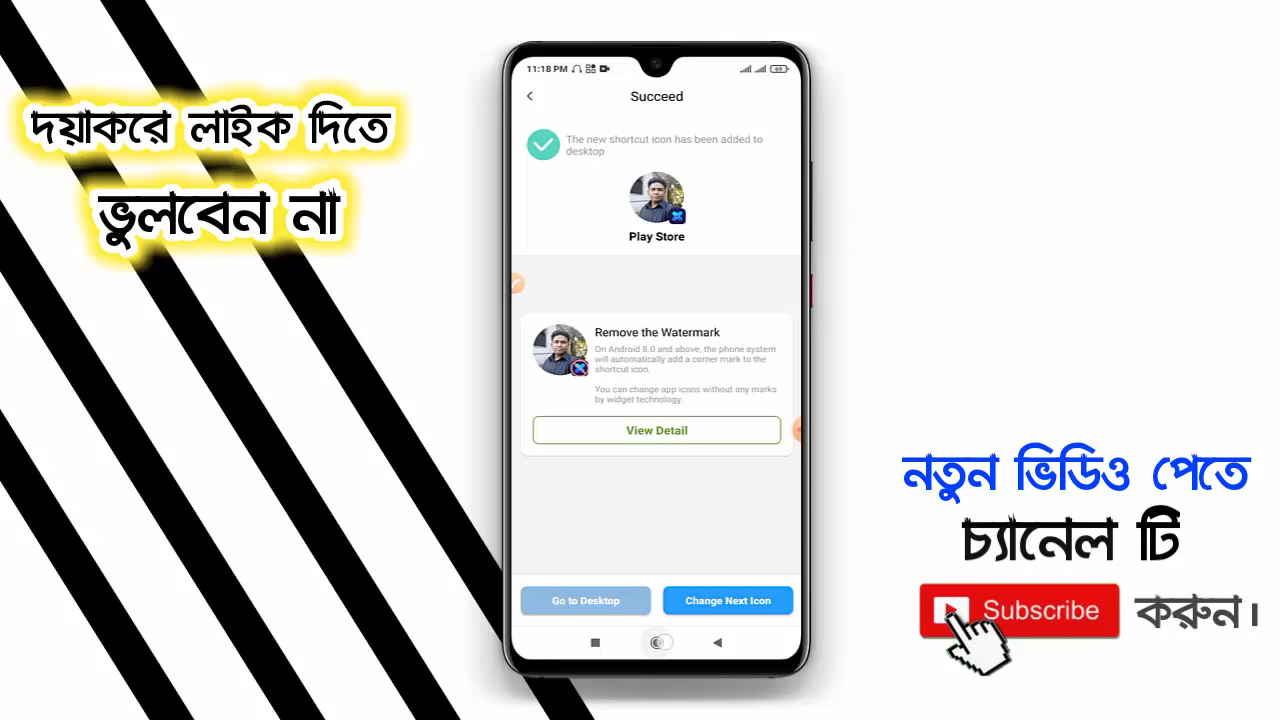 দয়াকরে লাইক দিতে
ভুলবেন না
11:18 PM
69
Succeed
The new shortcut icon has been added to
desktop
Play Store
Remove the Watermark
On Android 8.0 and above, the phone system
will automatically add a corner mark to the
shortcut icon.
You can change app icons without any marks
by widget technology.
View Detail
Go to Desktop
Change Next Icon
নতুন ভিডিও পেতে
চ্যানেল টি
Subscribe করুন।